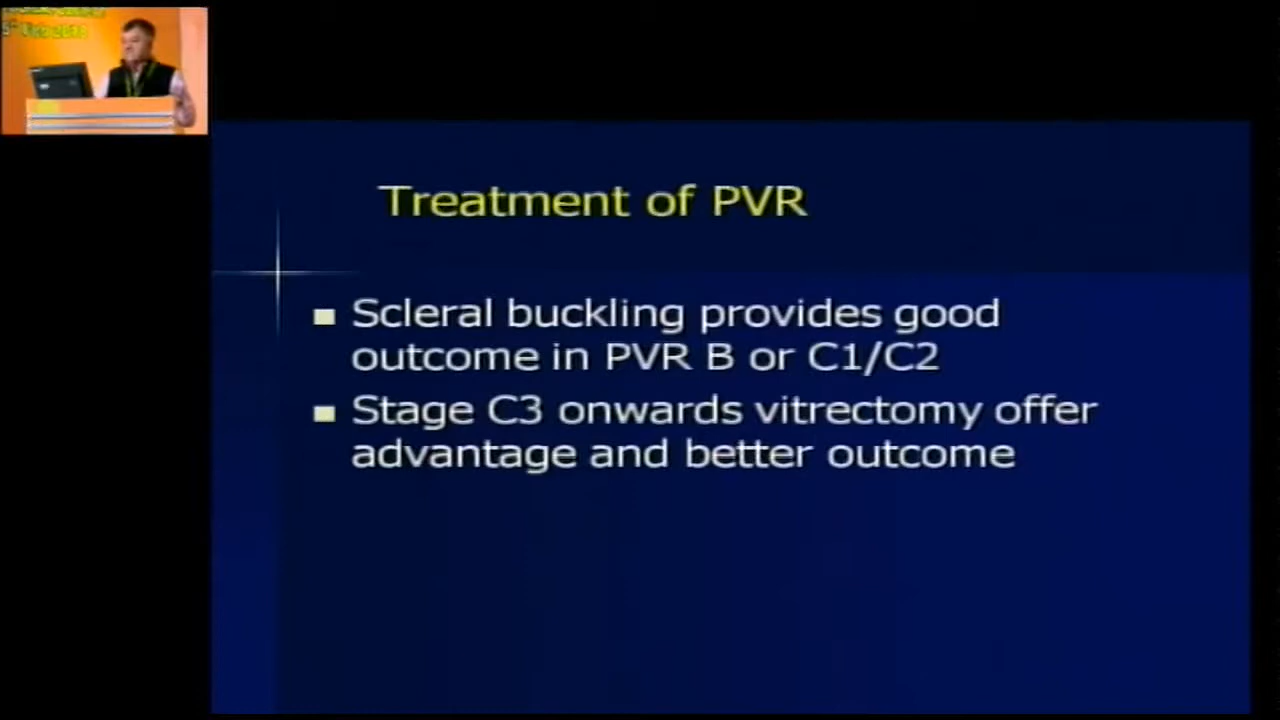 Treatment of PVR
Scleral buckling provides good
outcome in PVR B or C1/C2
Stage C3 onwards vitrectomy offer
advantage and better outcome